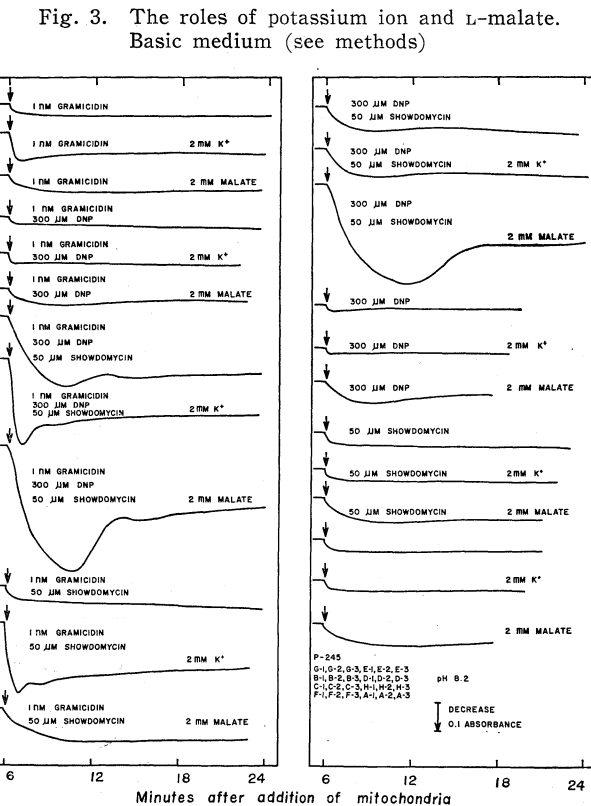 Fig. 3. The roles of potassium ion and L-malate.
Basic medium (see methods)
1 nM GRAMICIDIN
1 nM GRAMICIDIN 2 mM K+
1 nM GRAMICIDIN 2 mM MALATE
1 nM GRAMICIDIN
300 µM DNP
1 nM GRAMICIDIN
300 µM DNP 2 mM K+
1 nM GRAMICIDIN
300 µM DNP 2 mM MALATE
1 nM GRAMICIDIN
300 µM DNP
50 µM SHOWDOMYCIN
1 nM GRAMICIDIN
300 µM DNP
50 µM SHOWDOMYCIN 2 mM K+
1 nM GRAMICIDIN
300 µM DNP
50 µM SHOWDOMYCIN 2 mM MALATE
1 nM GRAMICIDIN
50 µM SHOWDOMYCIN
1 nM GRAMICIDIN
50 µM SHOWDOMYCIN
2 mM K+
1 nM GRAMICIDIN
50 µM SHOWDOMYCIN 2 mM MALATE
6 12 18 24
300 µM DNP
50 µM SHOWDOMYCIN
300 µM DNP
50 µM SHOWDOMYCIN 2 mM K+
300 µM DNP
50 µM SHOWDOMYCIN
2 mM MALATE
300 µM DNP
300 µM DNP 2 mM K+
300 µM DNP 2 mM MALATE
50 µM SHOWDOMYCIN
50 µM SHOWDOMYCIN 2 mM K+
50 µM SHOWDOMYCIN 2 mM MALATE
2 mM K+
2 mM MALATE
P-245
G-1, G-2, G-3, E-1, E-2, E-3
B-1, B-2, B-3, D-1, D-2, D-3
C-1, C-2, C-3, H-1, H-2, H-3
F-1, F-2, F-3, A-1, A-2, A-3
pH 8.2
DECREASE
0.1 ABSORBANCE
6 12 18 24
Minutes after addition of mitochondria